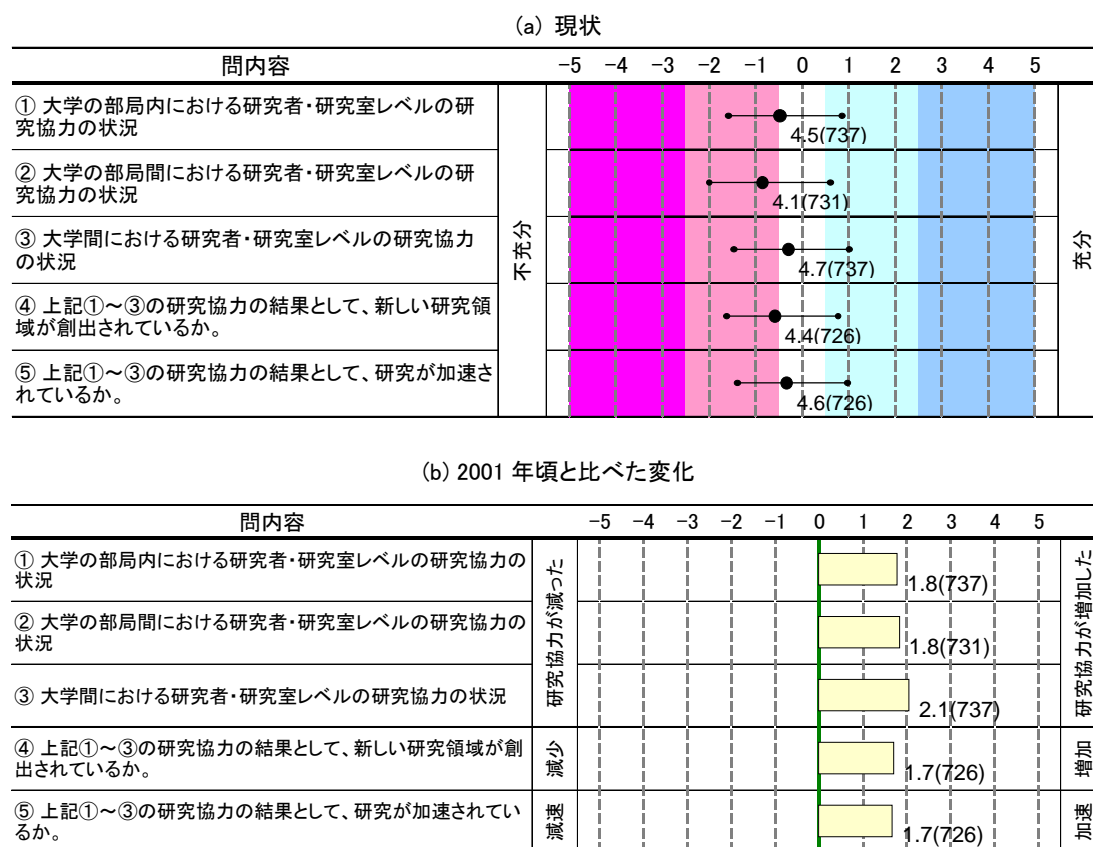 (a) 現状
問内容
−5 −4 −3 −2 −1 0 1 2 3 4 5
① 大学の部局内における研究者・研究室レベルの研
究協力の状況
4.5(737)
② 大学の部局間における研究者・研究室レベルの研
究協力の状況
4.1(731)
③ 大学間における研究者・研究室レベルの研究協力
の状況
4.7(737)
④ 上記①～③の研究協力の結果として、新しい研究領
域が創出されているか。
4.4(726)
⑤ 上記①～③の研究協力の結果として、研究が加速さ
れているか。
4.6(726)
不充分
充分
(b) 2001 年頃と比べた変化
問内容
−5 −4 −3 −2 −1 0 1 2 3 4 5
① 大学の部局内における研究者・研究室レベルの研究協力の
状況
1.8(737)
② 大学の部局間における研究者・研究室レベルの研究協力の
状況
1.8(731)
③ 大学間における研究者・研究室レベルの研究協力の状況
2.1(737)
研究協力が減った
研究協力が増加した
④ 上記①～③の研究協力の結果として、新しい研究領域が創
出されているか。
減少
1.7(726)
増加
⑤ 上記①～③の研究協力の結果として、研究が加速されてい
るか。
減速
1.7(726)
加速